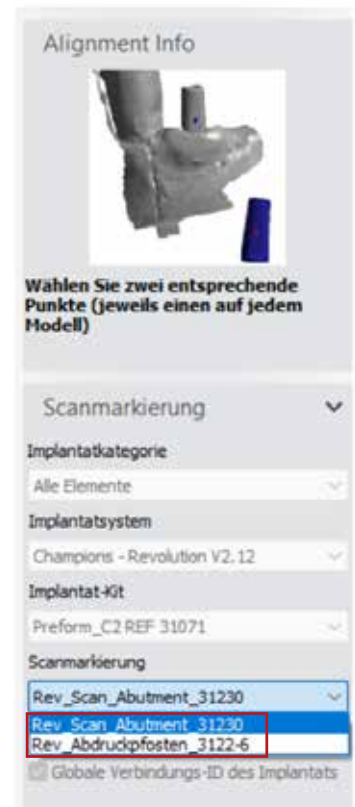 Alignment Info
Wählen Sie zwei entsprechende
Punkte (jeweils einen auf jedem
Modell)
Scanmarkierung
Implantatkategorie
Alle Elemente
Implantatsystem
Champions - Revolution V2.12
Implantat-Kit
Preform_C2 REF 31071
Scanmarkierung
Rev_Scan_Abutment_31230
Rev_Scan_Abutment_31230
Rev_Abdruckpfosten_3122-6
Globale Verbindungs-ID des Implantats